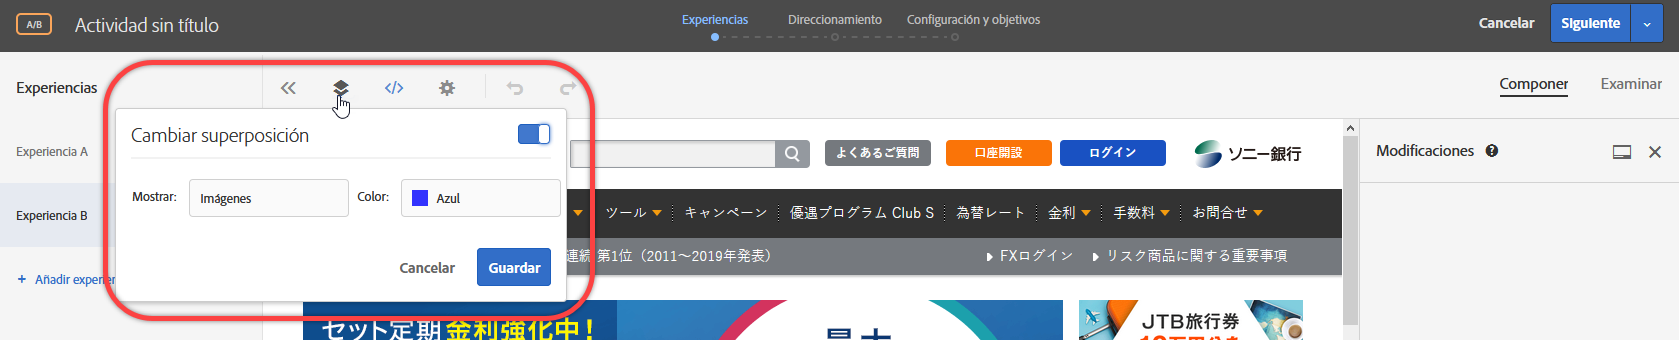 A/B
Actividad sin título
Experiencias
Direccionamiento
Configuración y objetivos
Cancelar
Siguiente
Experiencias
</>
Componer
Examinar
Experiencia A
Experiencia B
Añadir experier
Cambiar superposición
Mostrar:
Imágenes
Color:
Azul
Cancelar
Guardar
よくあるご質問
口座開設
ログイン
ソニー銀行
Modificaciones
ツール
キャンペーン
優遇プログラム Club S
為替レート
金利
手数料
お問合せ
連続 第1位（2011〜2019年発表）
FXログイン
リスク商品に関する重要事項
セット定期 金利強化中！
JTB旅行券